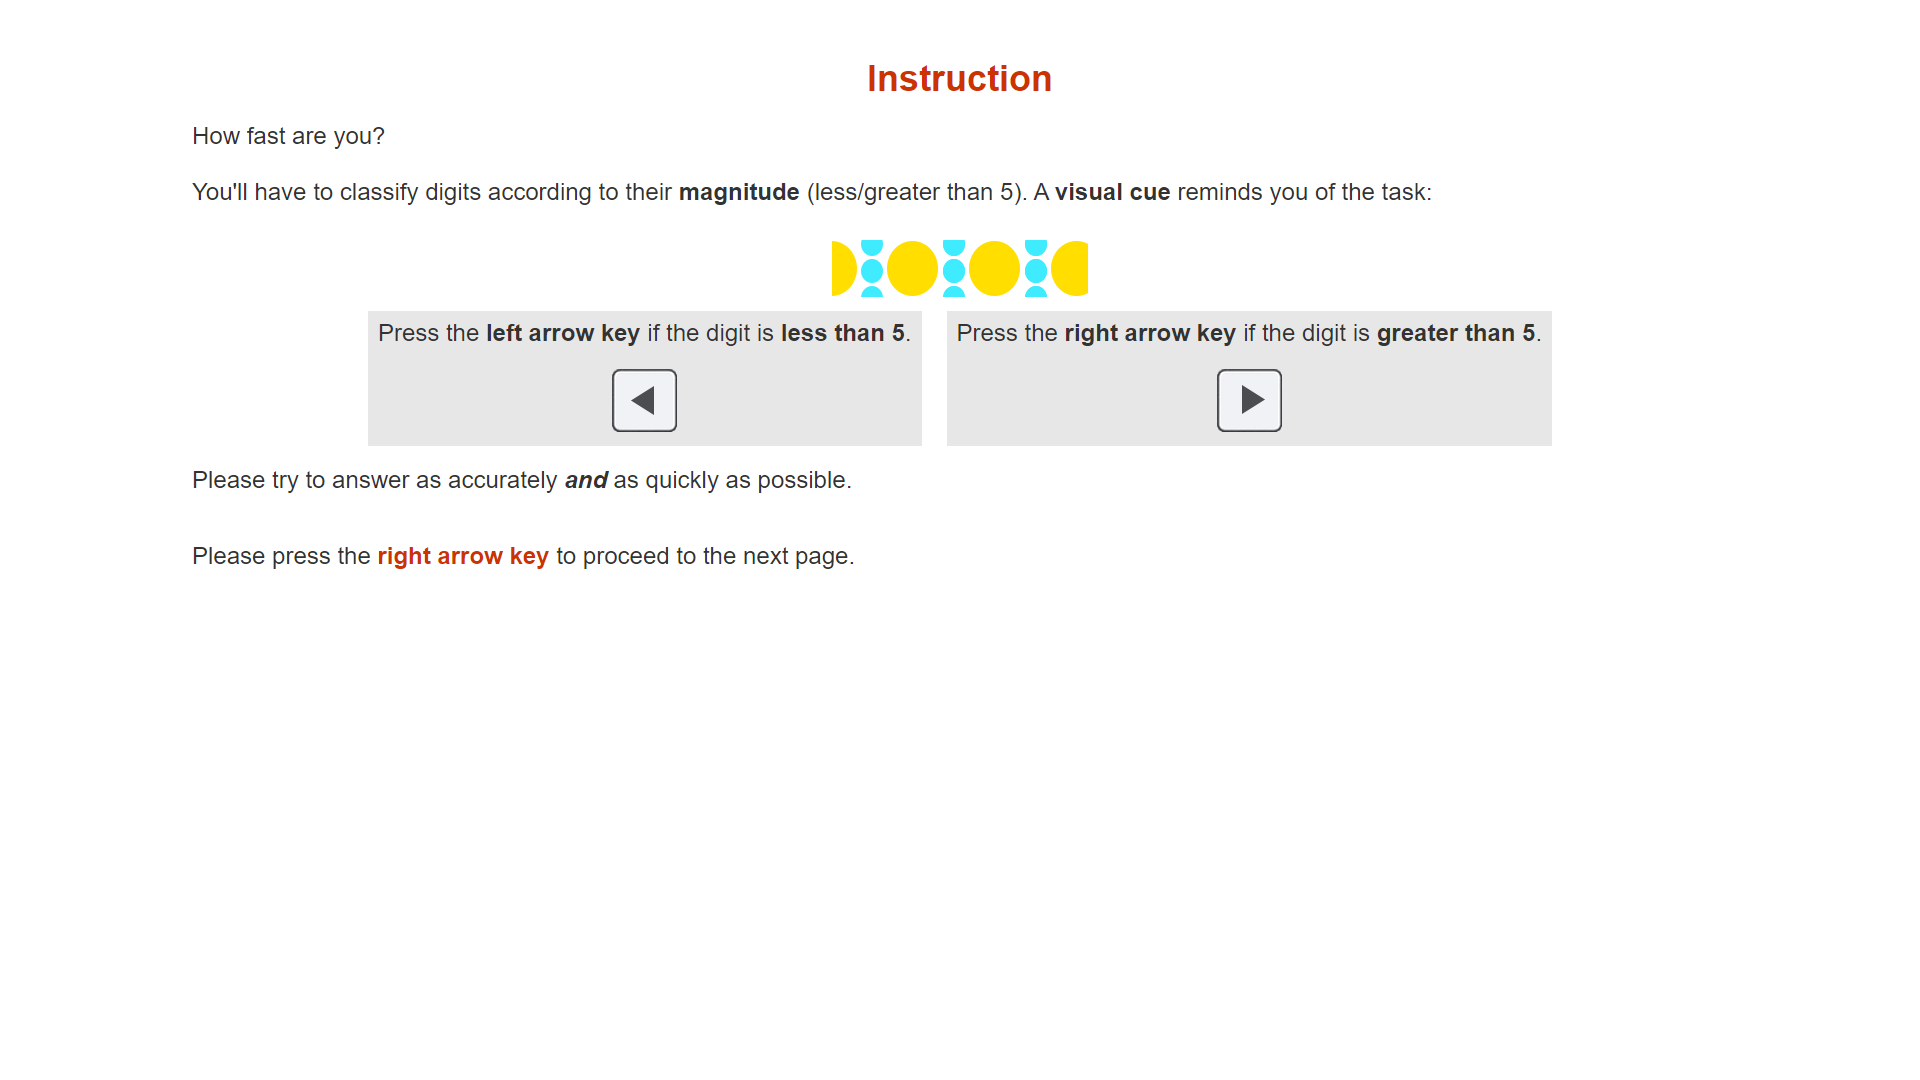 Instruction
How fast are you?
You'll have to classify digits according to their magnitude (less/greater than 5). A visual cue reminds you of the task:
Press the left arrow key if the digit is less than 5.
Press the right arrow key if the digit is greater than 5.
Please try to answer as accurately and as quickly as possible.
Please press the right arrow key to proceed to the next page.